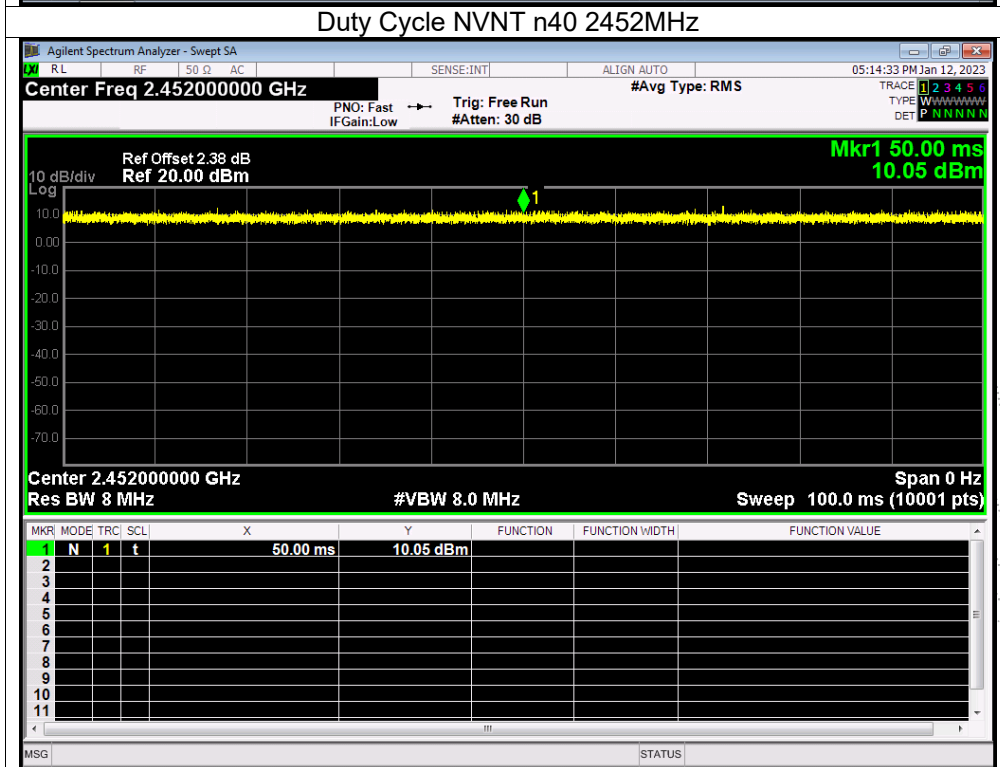 Duty Cycle NVNT n40 2452MHz
Agilent Spectrum Analyzer - Swept SA
LXI RL RF 50 Ω AC SENSE:INT ALIGN AUTO 05:14:33 PM Jan 12, 2023
Center Freq 2.452000000 GHz
PNO: Fast
IFGain:Low
Trig: Free Run
#Atten: 30 dB
#Avg Type: RMS
TRACE 1 2 3 4 5 6
TYPE W
DET P N N N N N
Mkr1 50.00 ms
10.05 dBm
Ref Offset 2.38 dB
10 dB/div Ref 20.00 dBm
Log
1
10.0
0.00
-10.0
-20.0
-30.0
-40.0
-50.0
-60.0
-70.0
Center 2.452000000 GHz Span 0 Hz
Res BW 8 MHz #VBW 8.0 MHz Sweep 100.0 ms (10001 pts)
MKR MODE TRC SCL X Y FUNCTION FUNCTION WIDTH FUNCTION VALUE
1 N 1 t 50.00 ms 10.05 dBm
2
3
4
5
6
7
8
9
10
11
MSG STATUS